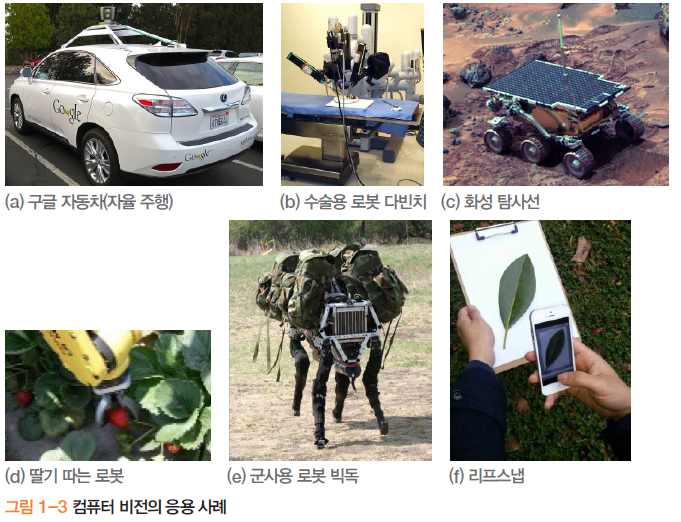 Google
Google
(a) 구글 자동차(자율 주행)
(b) 수술용 로봇 다빈치
(c) 화성 탐사선
(d) 딸기 따는 로봇
(e) 군사용 로봇 빅독
(f) 리프스냅
그림 1-3 컴퓨터 비전의 응용 사례